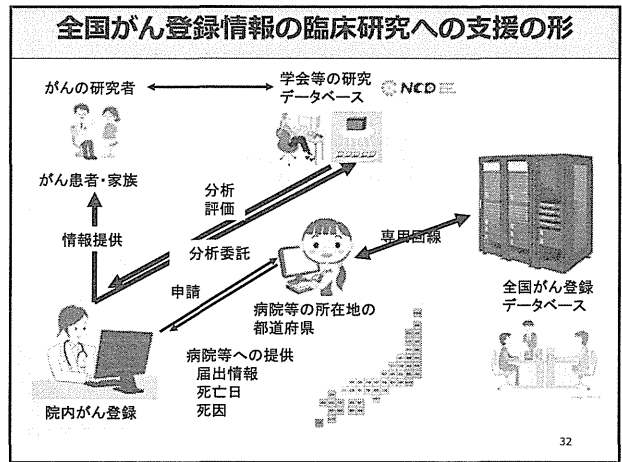 全国がん登録情報の臨床研究への支援の形
がんの研究者
学会等の研究
データベース
NCD
がん患者・家族
分析
評価
情報提供
分析委託
専用回線
申請
全国がん登録
データベース
病院等の所在地の
都道府県
病院等への提供
届出情報
死亡日
死因
院内がん登録
32